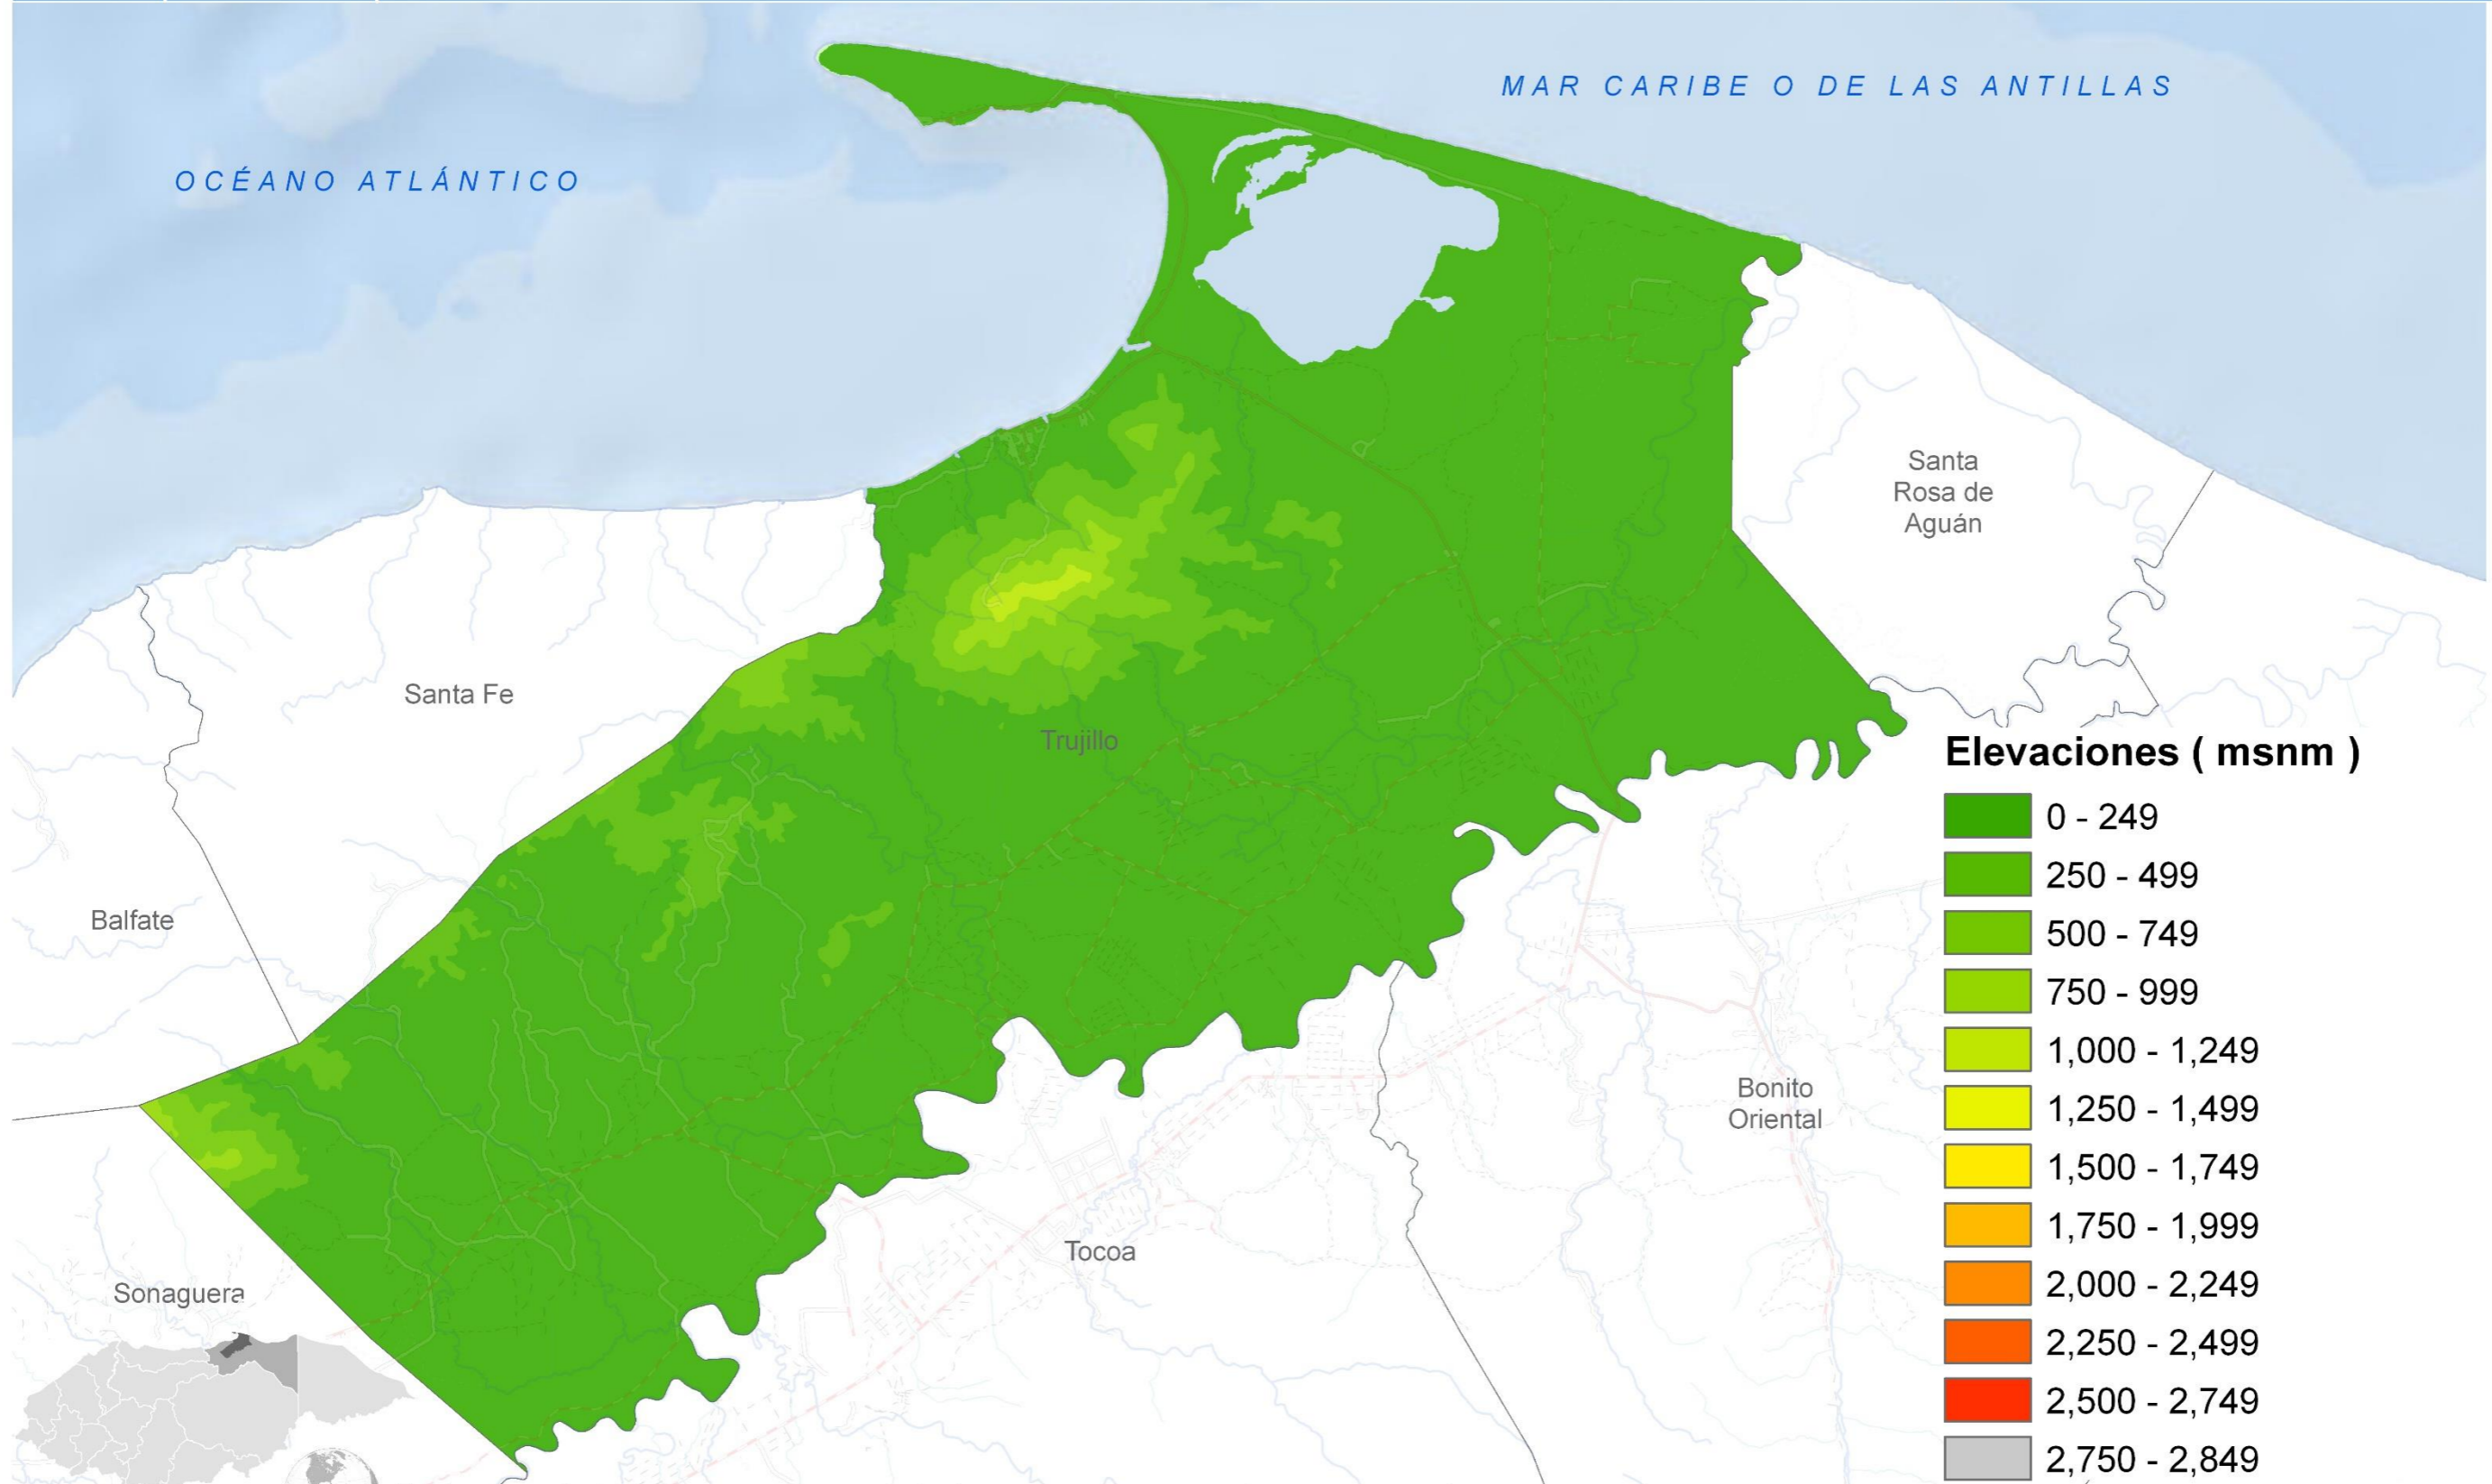 MAR CARIBE O DE LAS ANTILLAS
OCÉANO ATLÁNTICO
Santa
Rosa de
Aguán
Santa Fe
Trujillo
Balfate
Bonito
Oriental
Tocoa
Sonaguera
Elevaciones ( msnm )
0 - 249
250 - 499
500 - 749
750 - 999
1,000 - 1,249
1,250 - 1,499
1,500 - 1,749
1,750 - 1,999
2,000 - 2,249
2,250 - 2,499
2,500 - 2,749
2,750 - 2,849